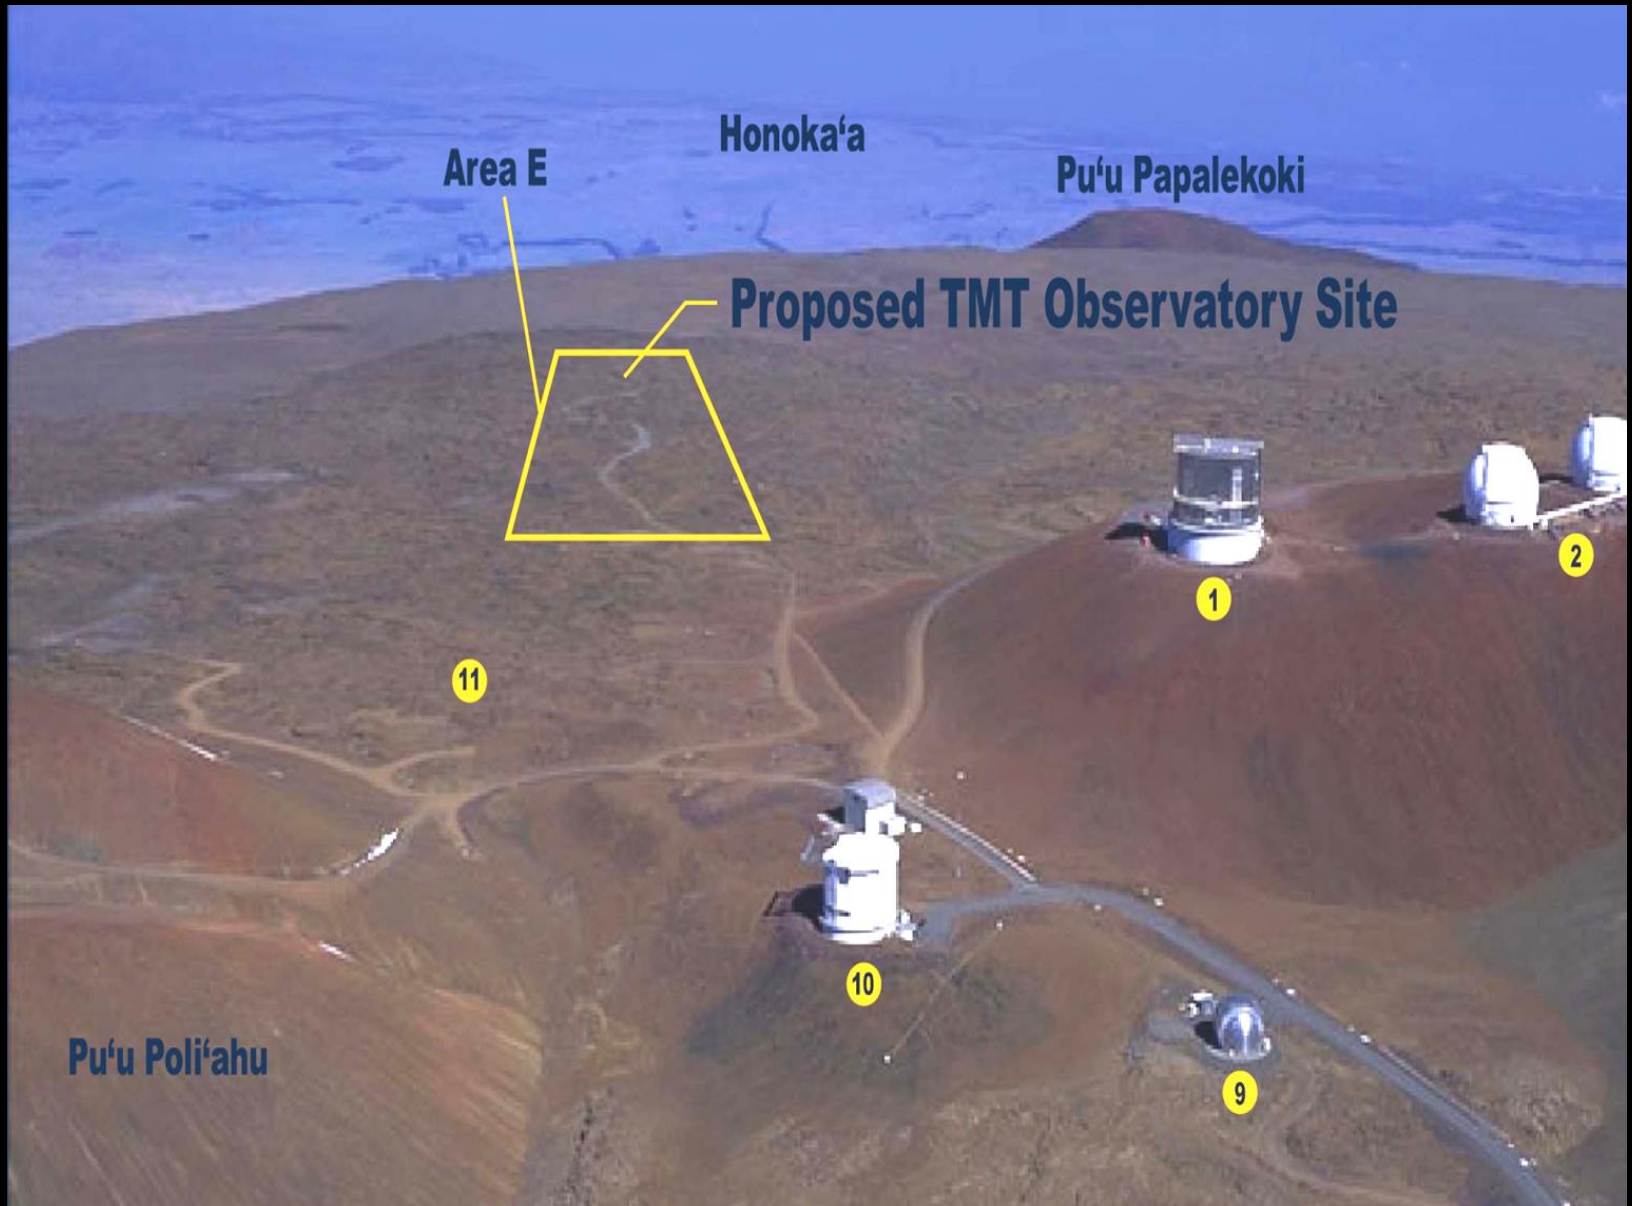 Honoka‘a
Area E
Pu‘u Papalekoki
Proposed TMT Observatory Site
2
1
11
10
Pu‘u Poli‘ahu
9